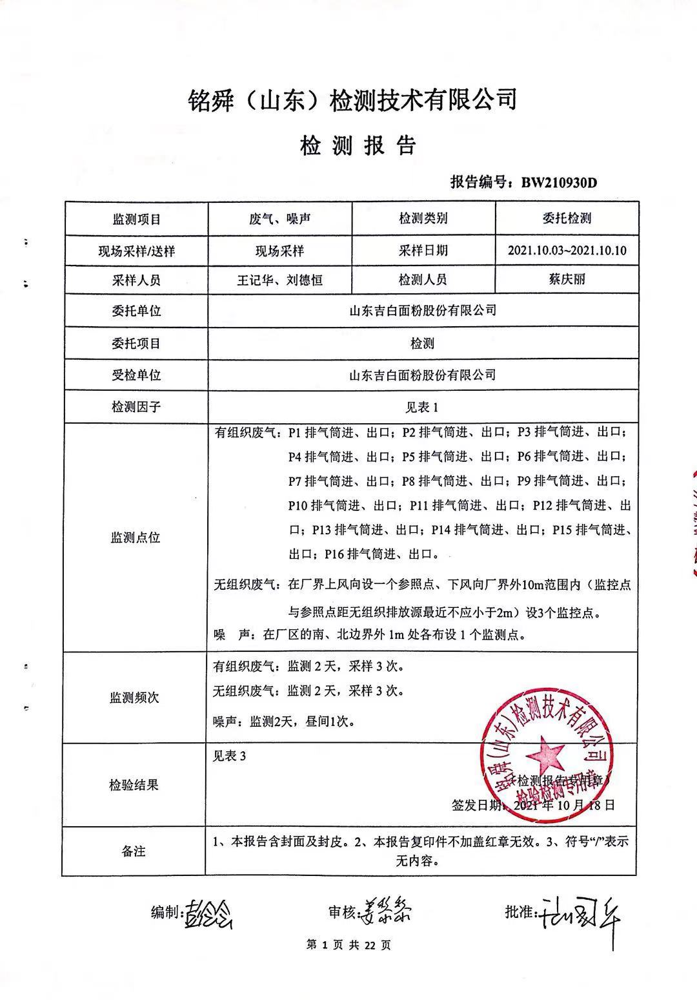 铭舜（山东）检测技术有限公司
检 测 报 告
报告编号：BW210930D
监测项目 废气、噪声 检测类别 委托检测
现场采样/送样 现场采样 采样日期 2021.10.03~2021.10.10
采样人员 王记华、刘德恒 检测人员 蔡庆丽
委托单位 山东吉白面粉股份有限公司
委托项目 检测
受检单位 山东吉白面粉股份有限公司
检测因子 见表 1
监测点位
有组织废气：P1 排气筒进、出口；P2 排气筒进、出口；P3 排气筒进、出口；
P4 排气筒进、出口；P5 排气筒进、出口；P6 排气筒进、出口；
P7 排气筒进、出口；P8 排气筒进、出口；P9 排气筒进、出口；
P10 排气筒进、出口；P11 排气筒进、出口；P12 排气筒进、出
口；P13 排气筒进、出口；P14 排气筒进、出口；P15 排气筒进、
出口；P16 排气筒进、出口。
无组织废气：在厂界上风向设一个参照点、下风向厂界外10m范围内（监控点
与参照点距无组织排放源最近不应小于2m）设3个监控点。
噪 声：在厂区的南、北边界外 1m 处各布设 1 个监测点。
监测频次
有组织废气：监测 2 天，采样 3 次。
无组织废气：监测 2 天，采样 3 次。
噪声：监测2天，昼间1次。
检验结果
见表 3
铭舜(山东)检测技术有限公司
检验检测专用章
（检测报告专用章）
签发日期：2021 年 10 月 18 日
备注
1、本报告含封面及封皮。2、本报告复印件不加盖红章无效。3、符号“/”表示
无内容。
编制: 审核:姜黎黎 批准:
第 1 页 共 22 页